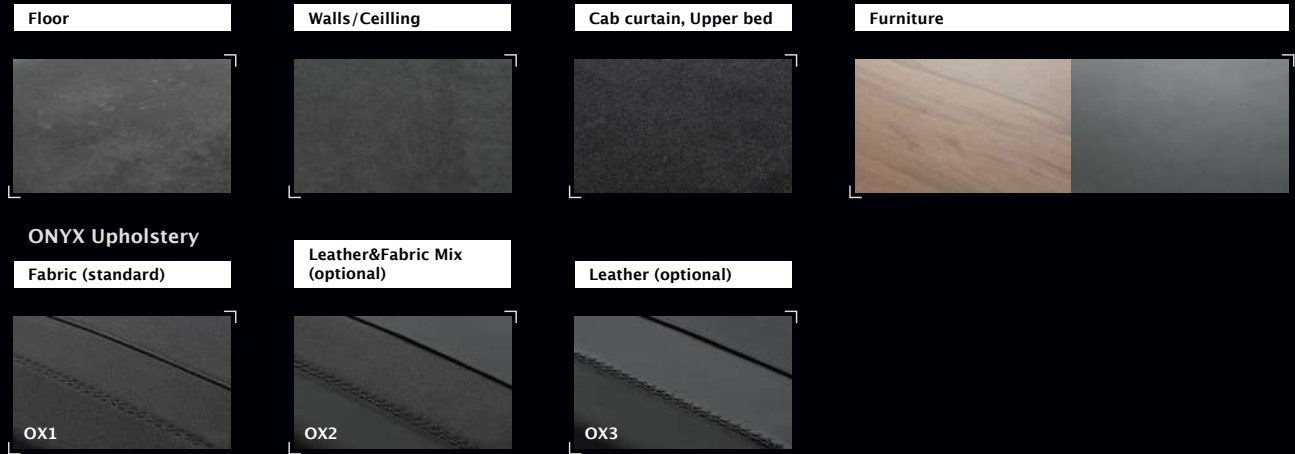 Floor
Walls/Ceilling
Cab curtain, Upper bed
Furniture
ONYX Upholstery
Fabric (standard)
Leather&Fabric Mix
(optional)
Leather (optional)
OX1
OX2
OX3